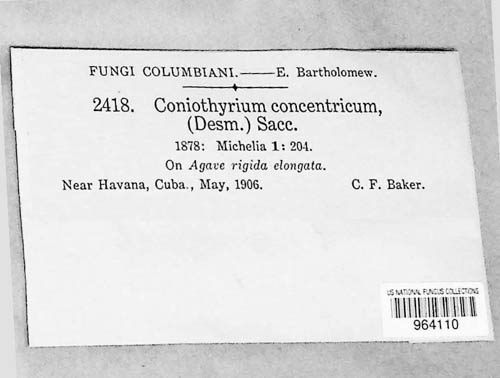 FUNGI COLUMBIANI.——E. Bartholomew.
2418. Coniothyrium concentricum,
(Desm.) Sacc.
1878: Michelia 1: 204.
On Agave rigida elongata.
Near Havana, Cuba., May, 1906. C. F. Baker.
US NATIONAL FUNGUS COLLECTIONS
964110